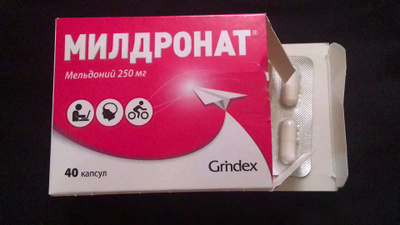 МИЛДРОНАТ®
Мельдоний 250 мг
40 капсул
Grindex